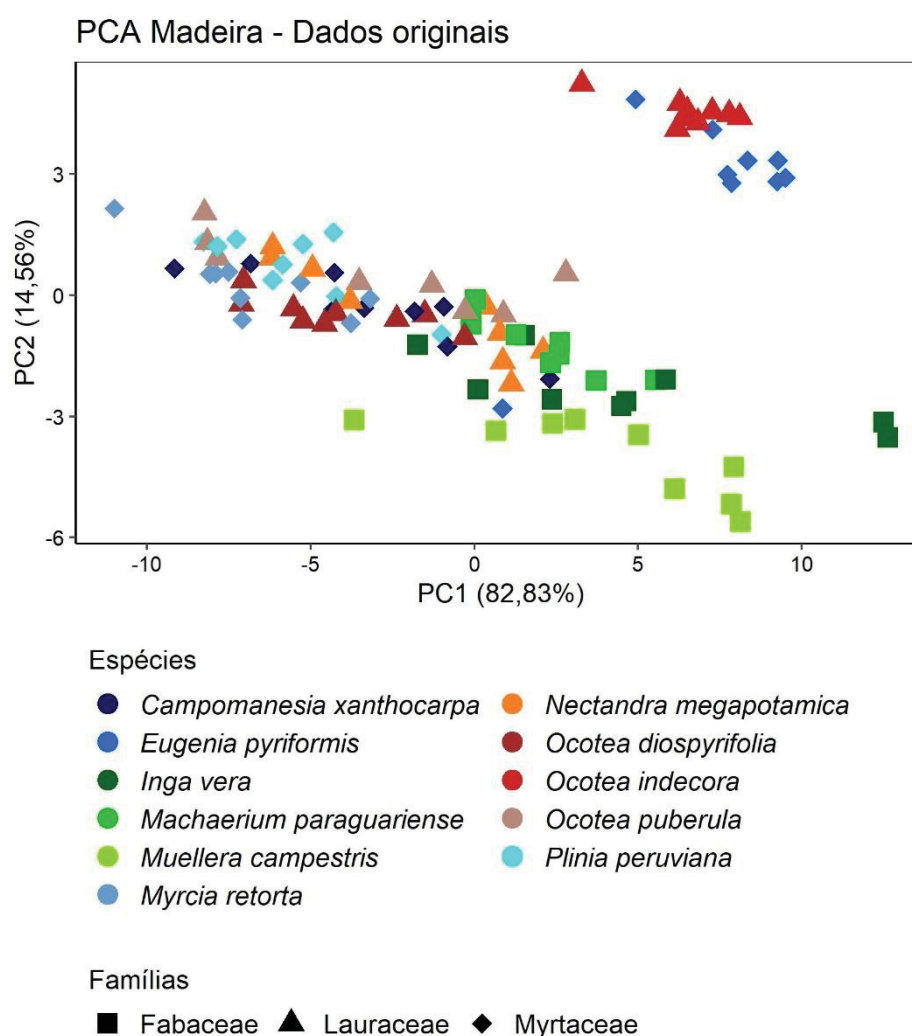 PCA Madeira - Dados originais
PC2 (14,56%)
3
0
-3
-6
-10
-5
0
5
10
PC1 (82,83%)
Espécies
Campomanesia xanthocarpa
Nectandra megapotamica
Eugenia pyriformis
Ocotea diospyrifolia
Inga vera
Ocotea indecora
Machaerium paraguariense
Ocotea puberula
Muellera campestris
Plinia peruviana
Myrcia retorta
Famílias
Fabaceae
Lauraceae
Myrtaceae